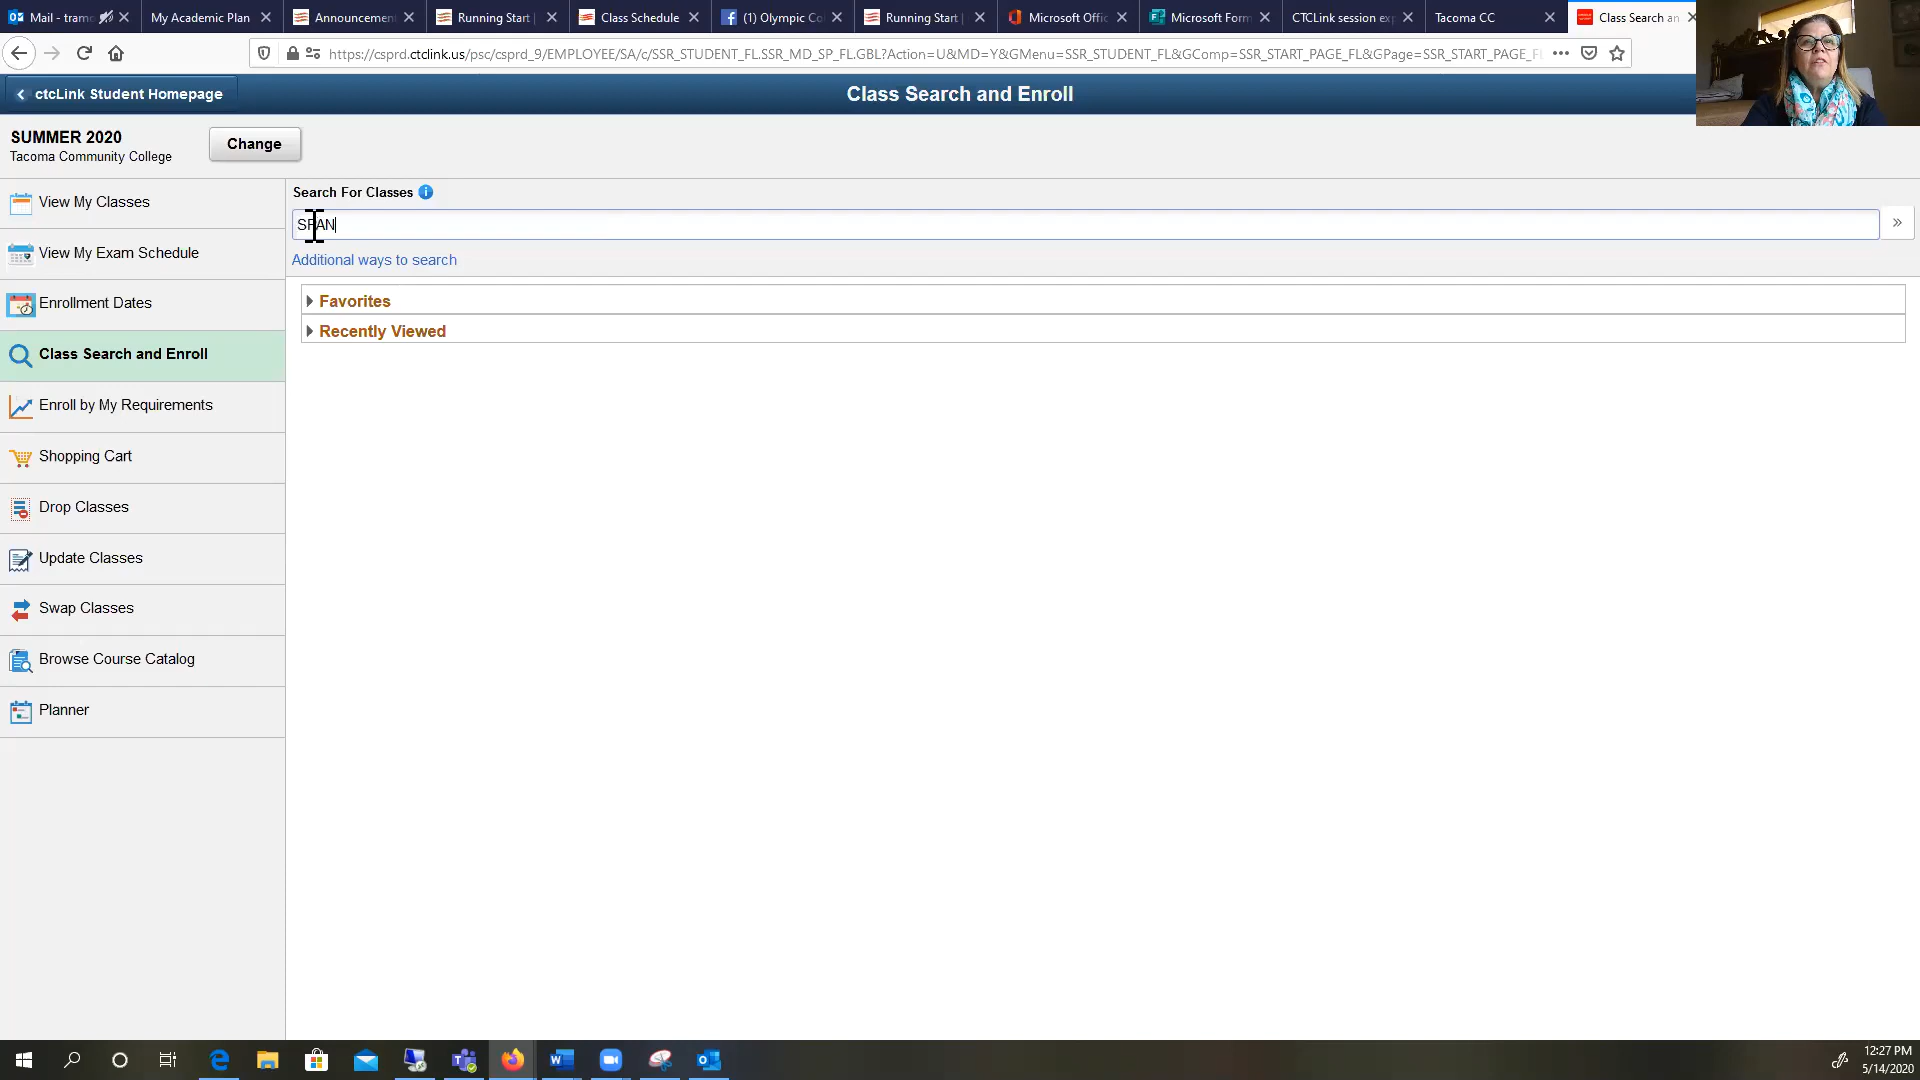 Mail - tramo
My Academic Plan
Announcemen
Running Start |
Class Schedule
(1) Olympic Co
Running Start |
Microsoft Offic
Microsoft Form
CTCLink session exp
Tacoma CC
Class Search an
https://csprd.ctclink.us/psc/csprd_9/EMPLOYEE/SA/c/SSR_STUDENT_FL.SSR_MD_SP_FL.GBL?Action=U&MD=Y&GMenu=SSR_STUDENT_FL&GComp=SSR_START_PAGE_FL&GPage=SSR_START_PAGE_FL
ctcLink Student Homepage
Class Search and Enroll
SUMMER 2020
Tacoma Community College
Change
View My Classes
View My Exam Schedule
Enrollment Dates
Class Search and Enroll
Enroll by My Requirements
Shopping Cart
Drop Classes
Update Classes
Swap Classes
Browse Course Catalog
Planner
Search For Classes
SPAN
»
Additional ways to search
Favorites
Recently Viewed
12:27 PM
5/14/2020